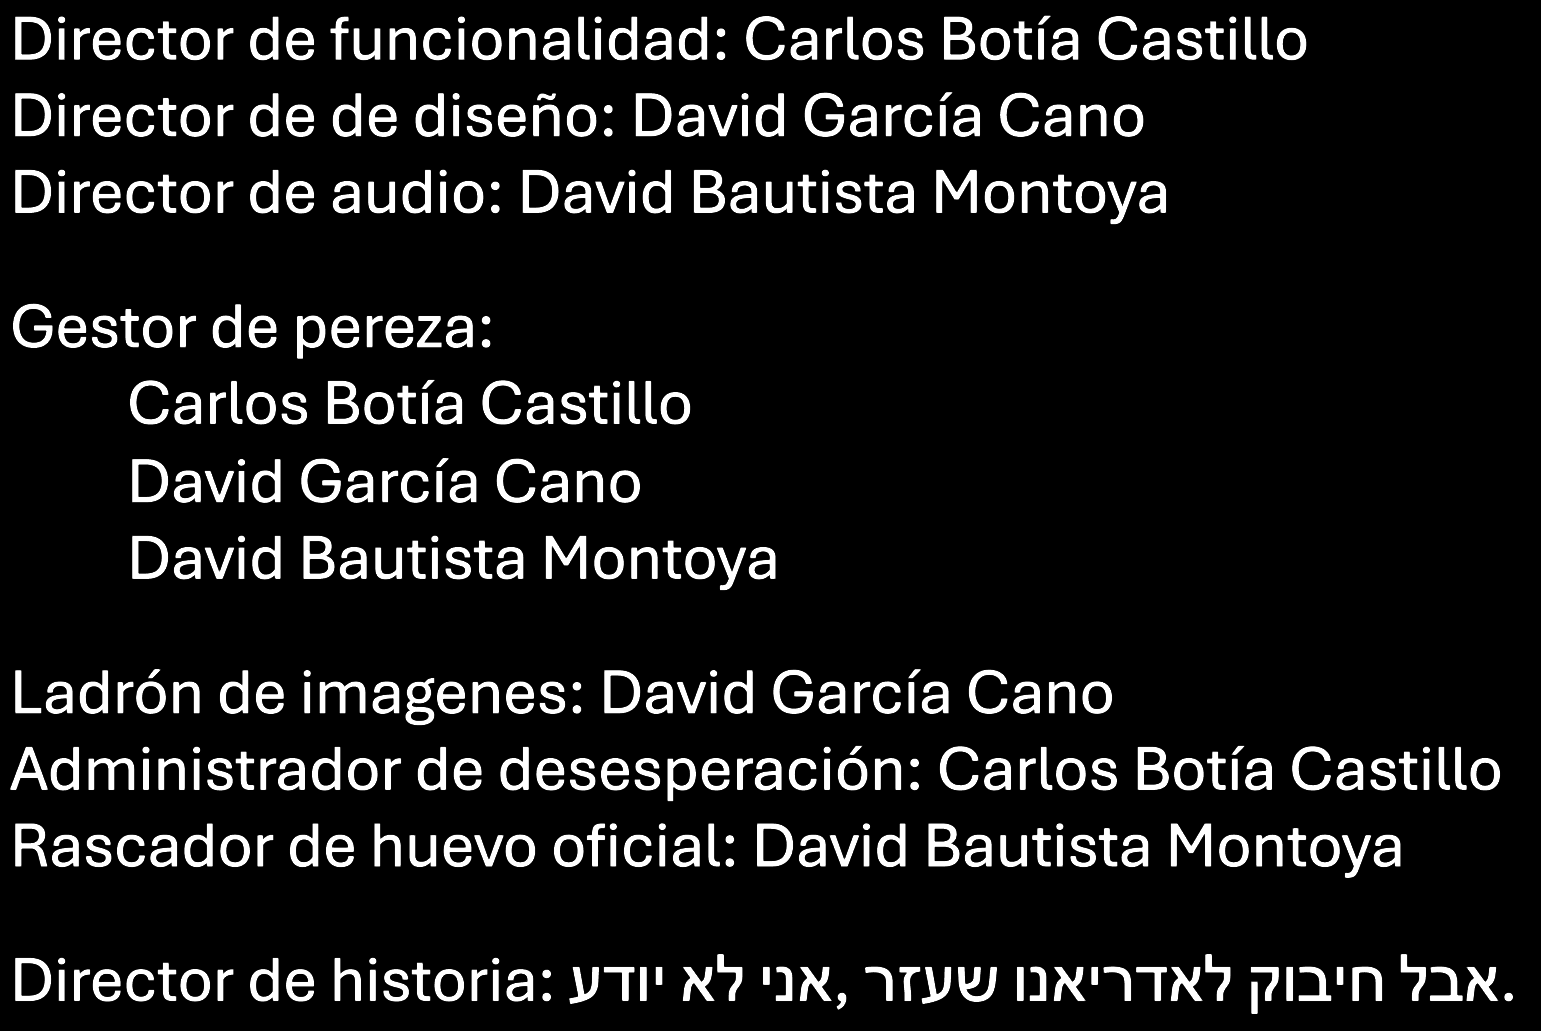 Director de funcionalidad: Carlos Botía Castillo
Director de de diseño: David García Cano
Director de audio: David Bautista Montoya
Gestor de pereza:
Carlos Botía Castillo
David García Cano
David Bautista Montoya
Ladrón de imagenes: David García Cano
Administrador de desesperación: Carlos Botía Castillo
Rascador de huevo oficial: David Bautista Montoya
Director de historia: אבל חיבוק לאדריאנו שעזר ,אני לא יודע.